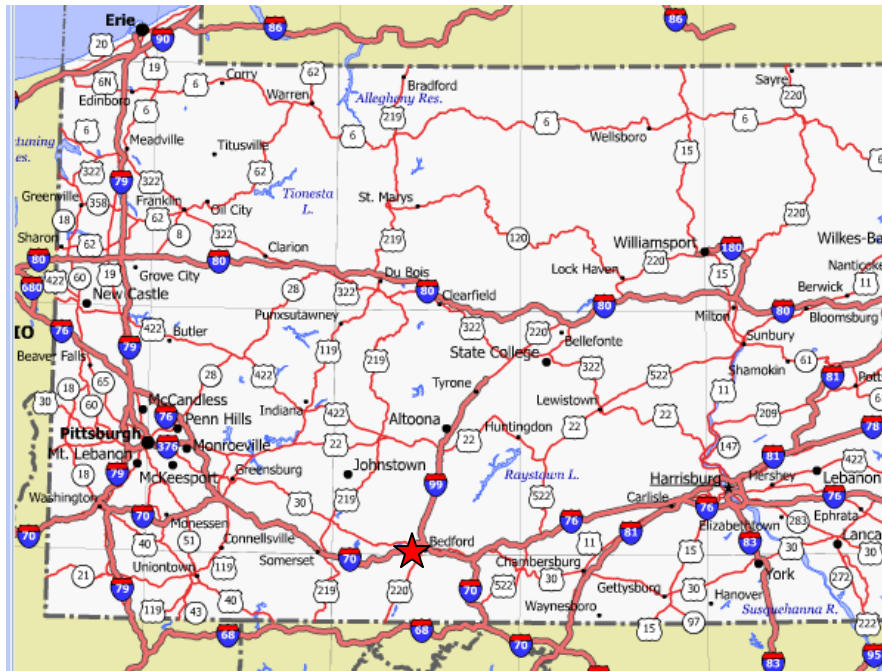 86
86
Erie
90
20
19
6N
Corry
62
6
Edinboro
Warren
Bradford
Sayre
220
Allegheny Res.
6
219
6
6
6
Wellsboro
6
Meadville
Titusville
15
322
79
322
62
Tionesta
L.
St. Marys
Greenville
358
Franklin
Oil City
62
18
8
322
220
Sharon
62
219
120
Williamsport
180
Wilkes-Ba
80
Clarion
80
220
Nanticoke
422
60
19
Grove City
Du Bois
Lock Haven
15
11
680
28
322
80
Clearfield
Berwick
New Castle
80
Milton
80
Bloomsburg
76
422
Butler
Punxsutawney
322
220
Bellefonte
IO
79
119
State College
Sunbury
Beaver Falls
219
322
61
65
28
422
Tyrone
522
Shamokin
81
Pott
18
60
McCandless
Indiana
422
Altoona
Lewistown
11
30
76
Penn Hills
22
209
Pittsburgh
376
Monroeville
22
22
22
Huntingdon
147
78
Mt. Lebanon
81
18
79
McKeesport
Greensburg
Johnstown
Raystown L.
Harrisburg
Hershey
422
Lebanon
Washington
30
219
99
522
Carlisle
76
76
70
70
Monessen
76
81
Elizabethtown
283
Ephrata
40
51
Connellsville
Bedford
11
83
30
Lanca
Somerset
70
Chambersburg
15
21
Uniontown
119
219
220
70
522
30
30
York
272
79
119
43
40
Waynesboro
Gettysburg
Hanover
Susquehanna R.
68
68
70
15
97
222
83
95